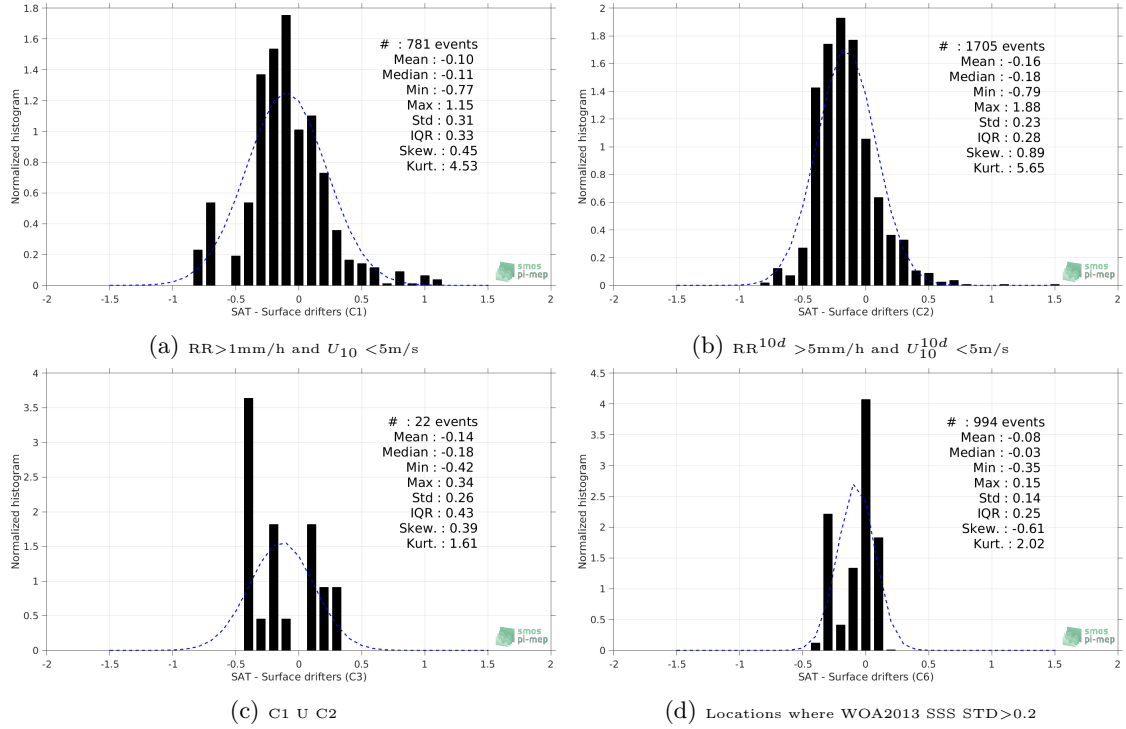 1.8
1.6
1.4
1.2
1
0.8
0.6
0.4
0.2
0
Normalized histogram
# : 781 events
Mean : -0.10
Median : -0.11
Min : -0.77
Max : 1.15
Std : 0.31
IQR : 0.33
Skew. : 0.45
Kurt. : 4.53
smos
pi-mep
-2 -1.5 -1 -0.5 0 0.5 1 1.5 2
SAT - Surface drifters (C1)
(a) RR>1mm/h and U10 <5m/s
2
1.8
1.6
1.4
1.2
1
0.8
0.6
0.4
0.2
0
Normalized histogram
# : 1705 events
Mean : -0.16
Median : -0.18
Min : -0.79
Max : 1.88
Std : 0.23
IQR : 0.28
Skew. : 0.89
Kurt. : 5.65
smos
pi-mep
-2 -1.5 -1 -0.5 0 0.5 1 1.5 2
SAT - Surface drifters (C2)
(b) RR10d >5mm/h and U10d10 <5m/s
4
3.5
3
2.5
2
1.5
1
0.5
0
Normalized histogram
# : 22 events
Mean : -0.14
Median : -0.18
Min : -0.42
Max : 0.34
Std : 0.26
IQR : 0.43
Skew. : 0.39
Kurt. : 1.61
smos
pi-mep
-2 -1.5 -1 -0.5 0 0.5 1 1.5 2
SAT - Surface drifters (C3)
(c) C1 U C2
4.5
4
3.5
3
2.5
2
1.5
1
0.5
0
Normalized histogram
# : 994 events
Mean : -0.08
Median : -0.03
Min : -0.35
Max : 0.15
Std : 0.14
IQR : 0.25
Skew. : -0.61
Kurt. : 2.02
smos
pi-mep
-2 -1.5 -1 -0.5 0 0.5 1 1.5 2
SAT - Surface drifters (C6)
(d) Locations where WOA2013 SSS STD>0.2